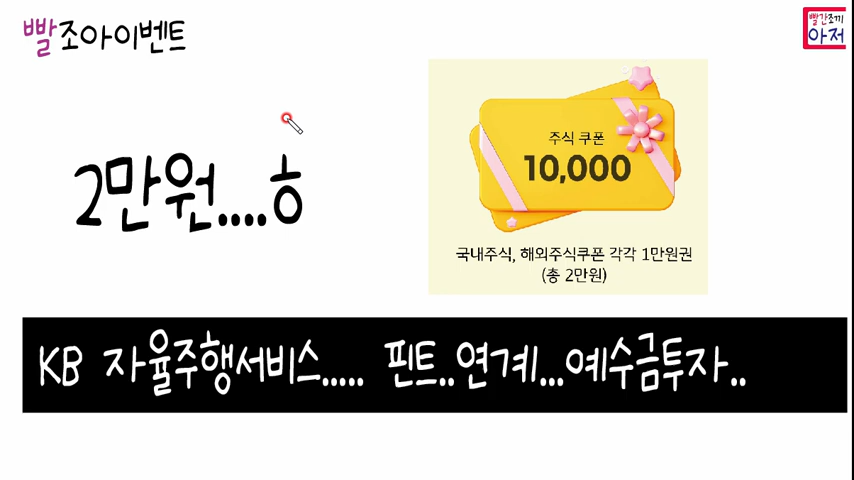 빨조아이벤트
빨간조끼
아저
2만원....ㅎ
주식 쿠폰
10,000
국내주식, 해외주식쿠폰 각각 1만원권
(총 2만원)
KB 자율주행서비스..... 핀트..연계...예수금투자..